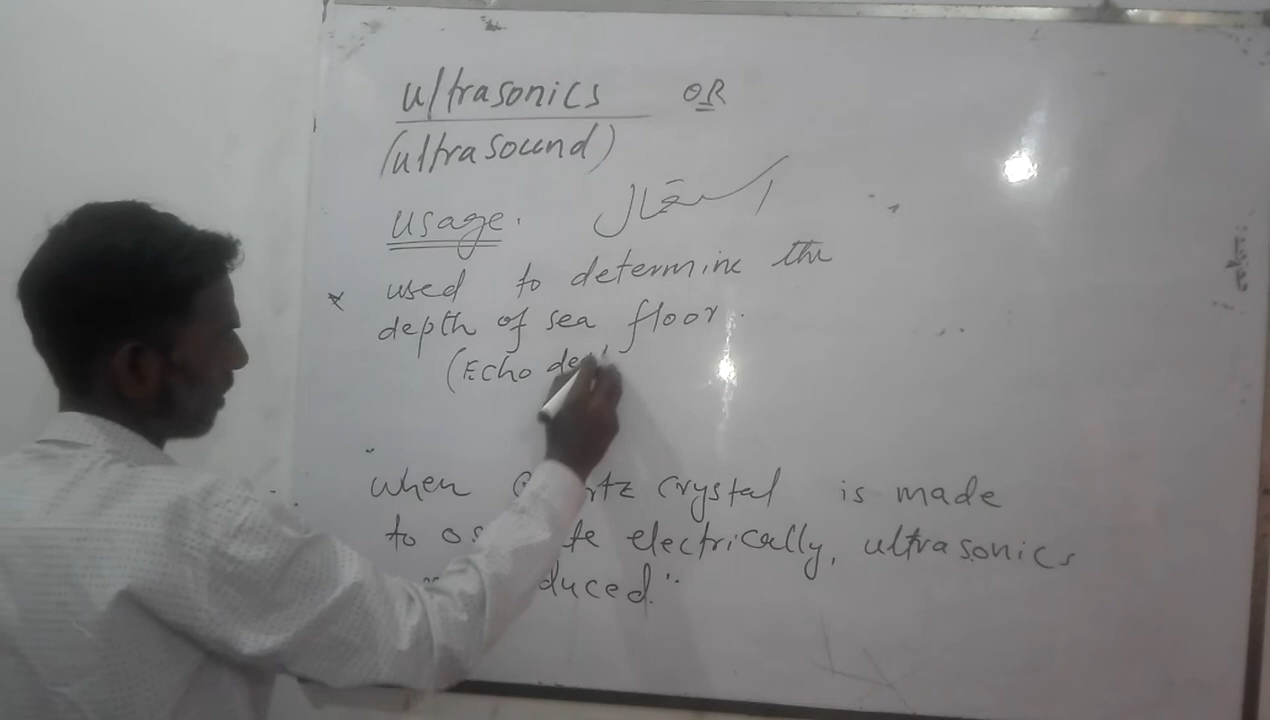 ultrasonics OR
(ultrasound)
usage. استعمال
* used to determine the
depth of sea floor.
(Echo de
"when crystal is made
to electrically, ultrasonics
duced."